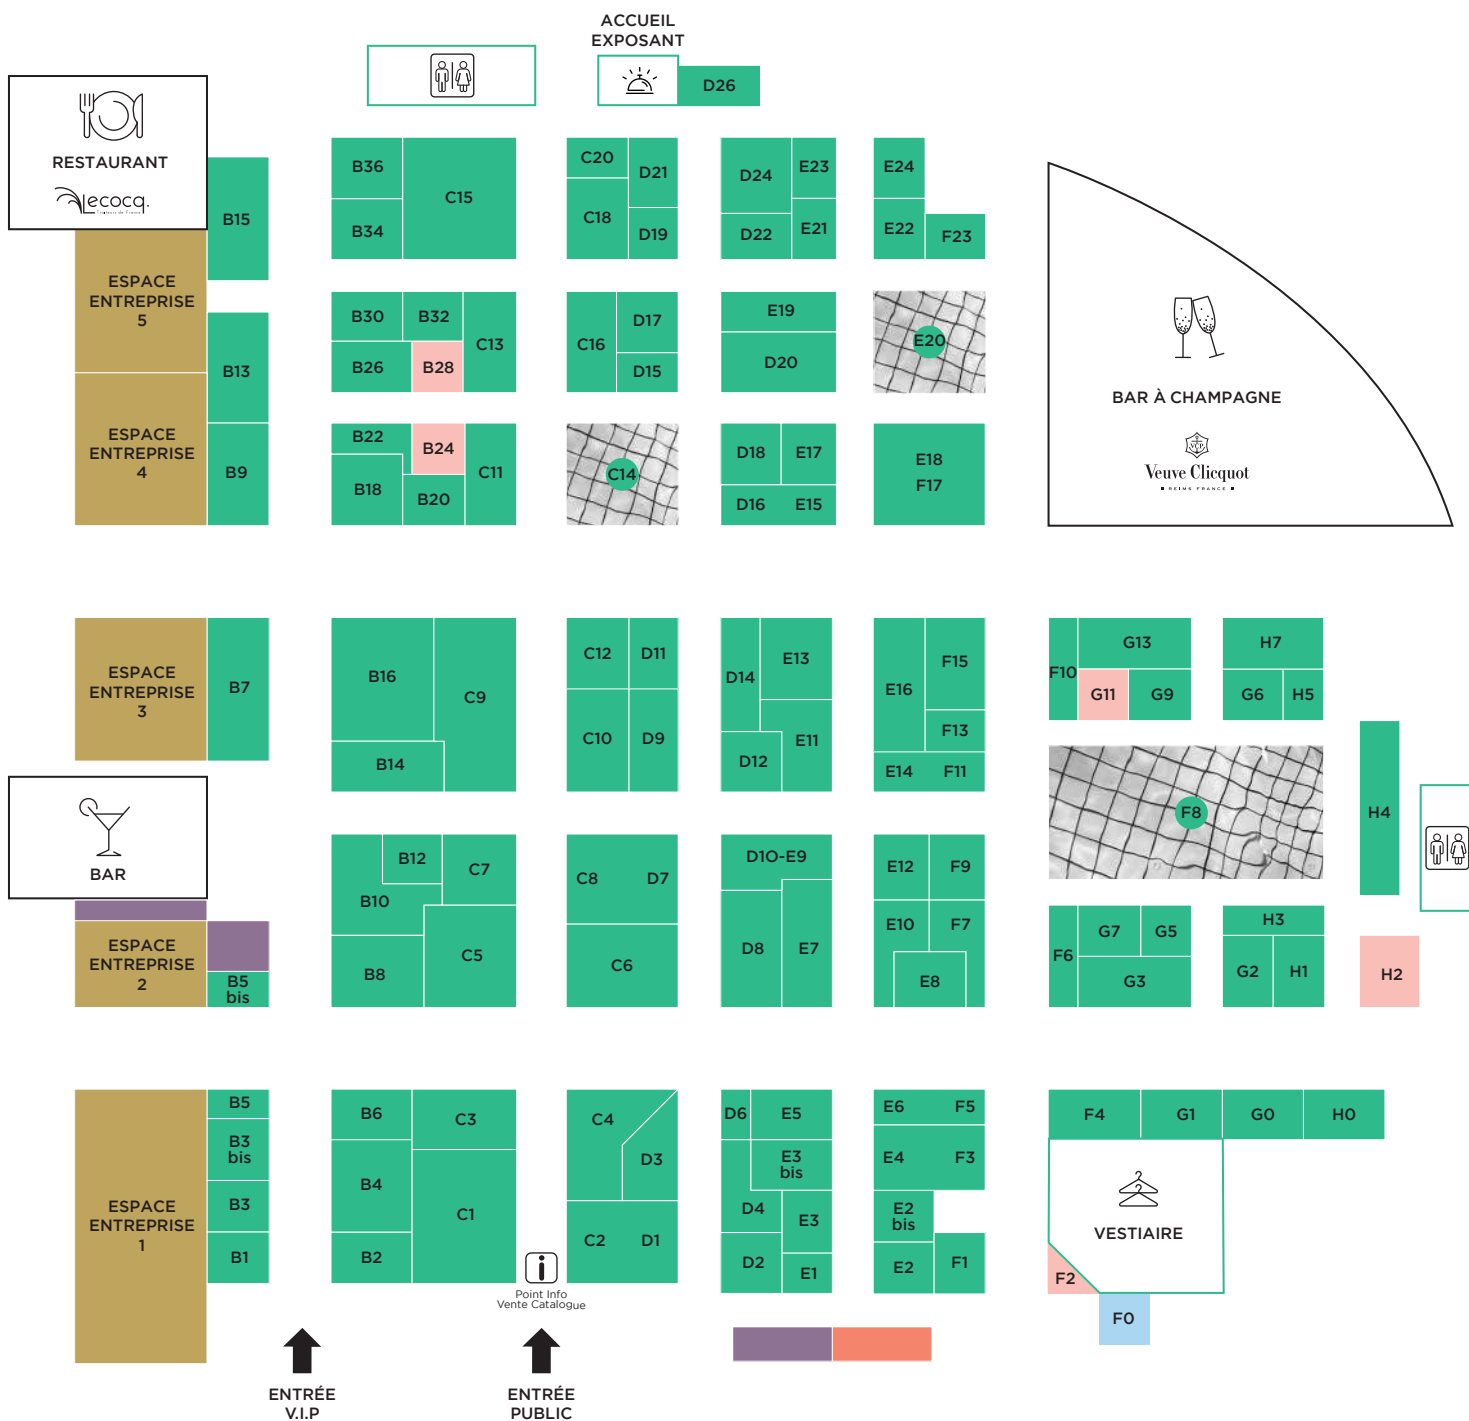 ACCUEIL
EXPOSANT
D26
RESTAURANT
Lecocq.
B15
B36
C15
B34
C20
D21
C18
D19
D24
E23
D22
E21
E24
E22
F23
ESPACE
ENTREPRISE
5
B13
B30
B32
C13
B26
B28
C16
D17
D15
E19
D20
E20
BAR À CHAMPAGNE
VCP
Veuve Clicquot
REIMS FRANCE
ESPACE
ENTREPRISE
4
B9
B22
B24
C11
B18
B20
C14
D18
E17
D16
E15
E18
F17
ESPACE
ENTREPRISE
3
B7
B16
C9
B14
C12
D11
C10
D9
D14
E13
D12
E11
E16
F15
F13
E14
F11
F10
G13
G11
G9
H7
G6
H5
F8
H4
BAR
ESPACE
ENTREPRISE
2
B5
bis
B12
C7
B10
B8
C5
C8
D7
C6
D10-E9
D8
E7
E12
F9
E10
F7
E8
F6
G7
G5
G3
H3
G2
H1
H2
ESPACE
ENTREPRISE
1
B5
B3
bis
B3
B1
B6
C3
B4
C1
B2
C4
D3
C2
D1
D6
E5
E3
bis
D4
E3
D2
E1
E6
F5
E4
F3
E2
bis
E2
F1
F4
G1
G0
H0
VESTIAIRE
F2
F0
Point Info
Vente Catalogue
ENTRÉE
V.I.P
ENTRÉE
PUBLIC